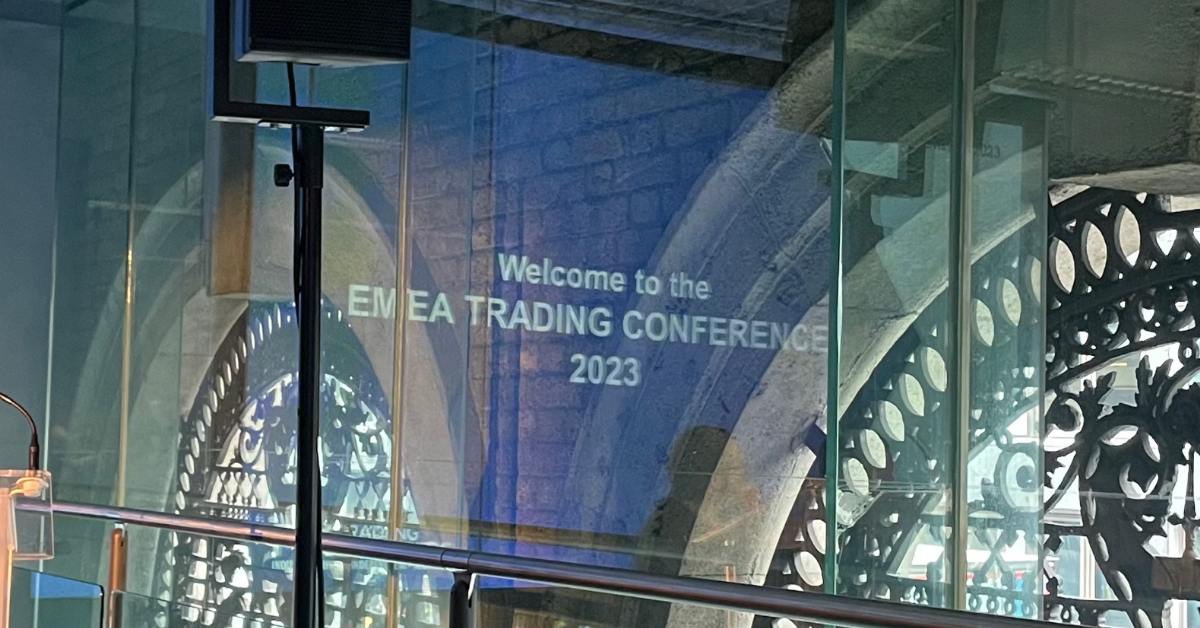 Welcome to the
EMEA TRADING CONFERENCE
2023